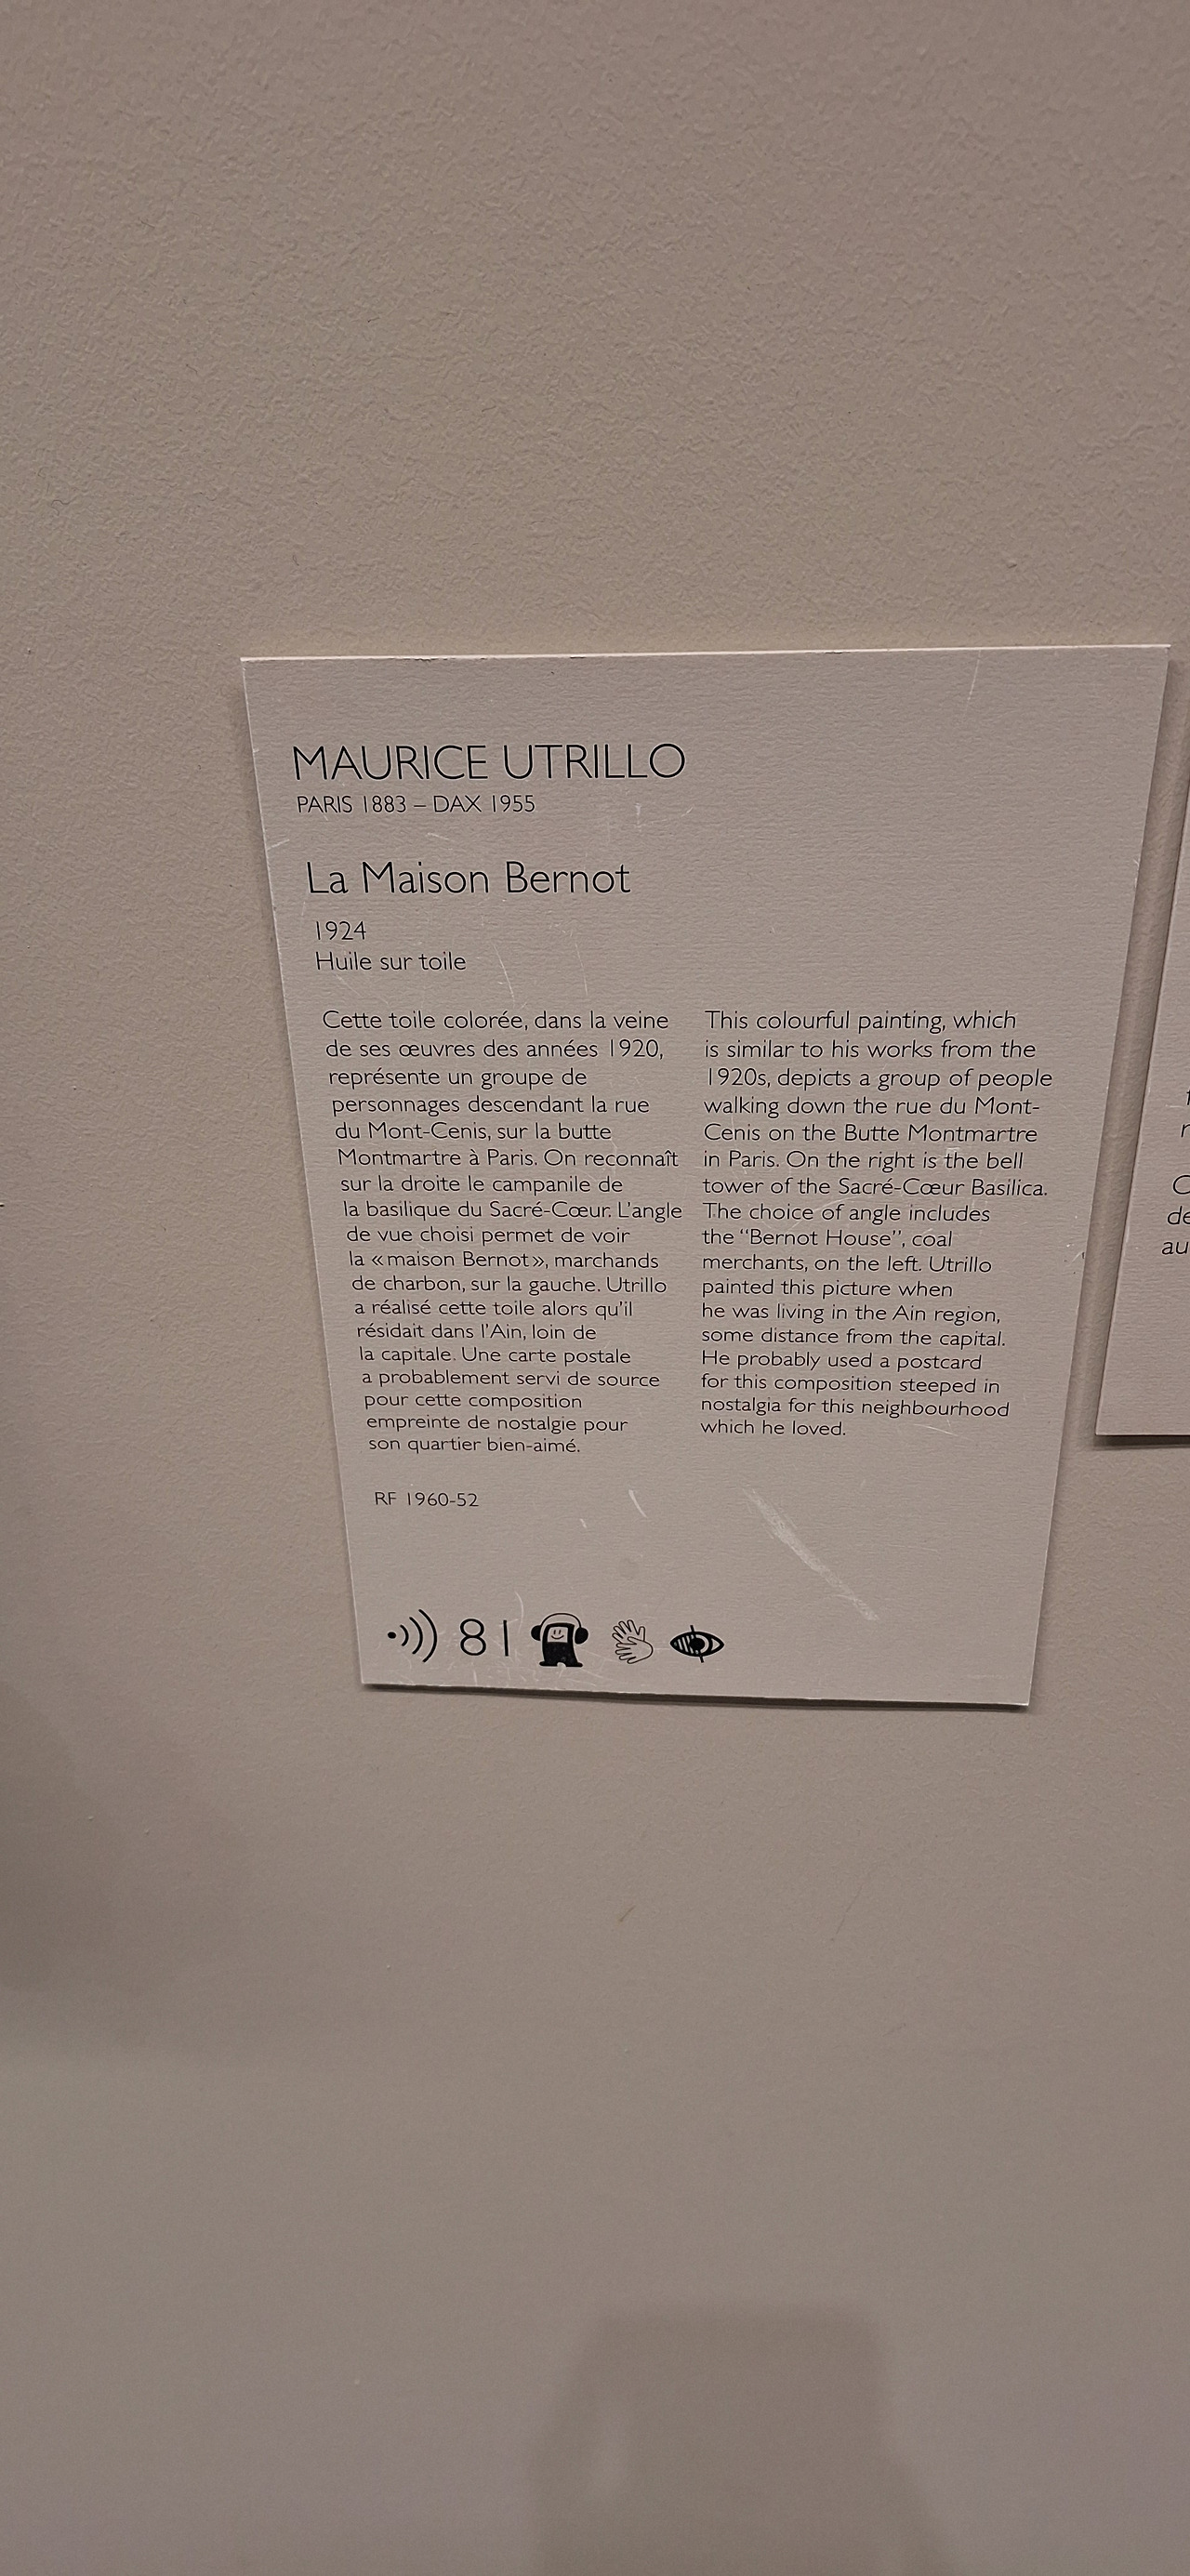 MAURICE UTRILLO
PARIS 1883 – DAX 1955
La Maison Bernot
1924
Huile sur toile
Cette toile colorée, dans la veine
de ses œuvres des années 1920,
représente un groupe de
personnages descendant la rue
du Mont-Cenis, sur la butte
Montmartre à Paris. On reconnaît
sur la droite le campanile de
la basilique du Sacré-Cœur. L'angle
de vue choisi permet de voir
la «maison Bernot», marchands
de charbon, sur la gauche. Utrillo
a réalisé cette toile alors qu'il
résidait dans l'Ain, loin de
la capitale. Une carte postale
a probablement servi de source
pour cette composition
empreinte de nostalgie pour
son quartier bien-aimé.
This colourful painting, which
is similar to his works from the
1920s, depicts a group of people
walking down the rue du Mont-
Cenis on the Butte Montmartre
in Paris. On the right is the bell
tower of the Sacré-Cœur Basilica.
The choice of angle includes
the "Bernot House", coal
merchants, on the left. Utrillo
painted this picture when
he was living in the Ain region,
some distance from the capital.
He probably used a postcard
for this composition steeped in
nostalgia for this neighbourhood
which he loved.
RF 1960-52
81